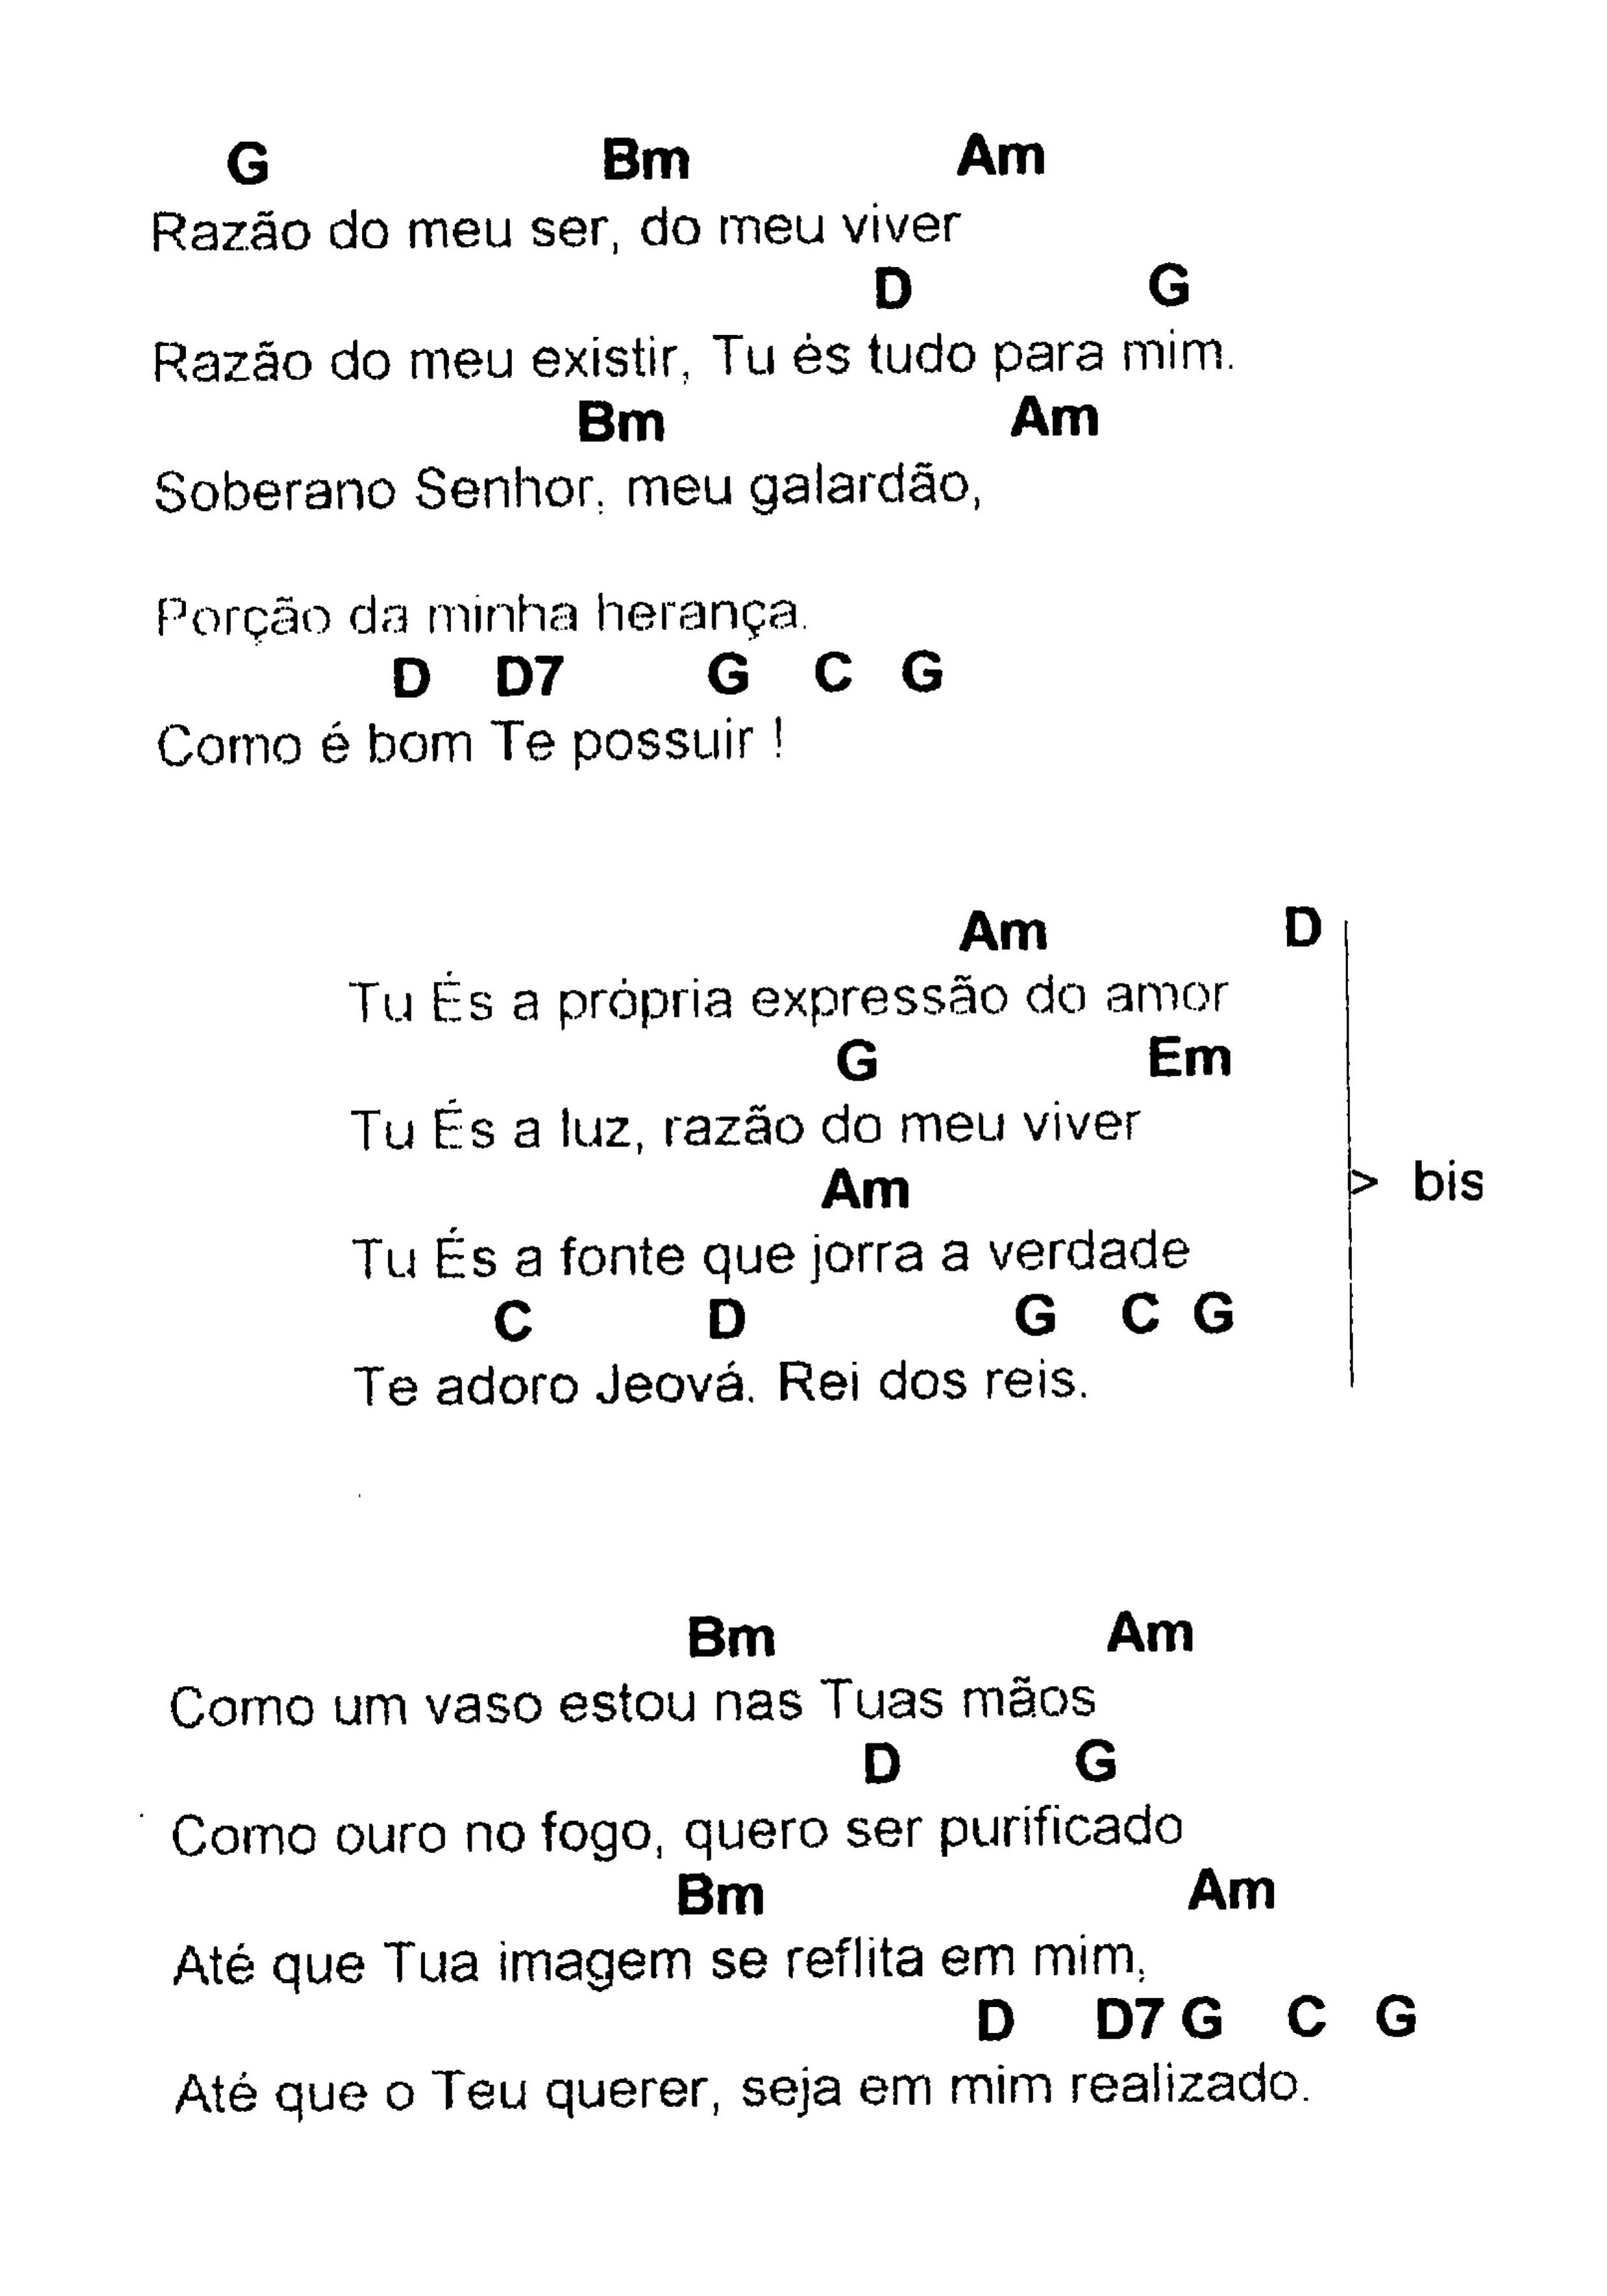 G Bm Am
Razão do meu ser, do meu viver
D G
Razão do meu existir, Tu és tudo para mim.
Bm Am
Soberano Senhor, meu galardão,
Porção da minha herança.
D D7 G C G
Como é bom Te possuir !
Am D
Tu És a própria expressão do amor
G Em
Tu És a luz, razão do meu viver
Am
Tu És a fonte que jorra a verdade
> bis
C D G C G
Te adoro Jeová. Rei dos reis.
Bm Am
Como um vaso estou nas Tuas mãos
D G
Como ouro no fogo, quero ser purificado
Bm Am
Até que Tua imagem se reflita em mim,
D D7 G C G
Até que o Teu querer, seja em mim realizado.